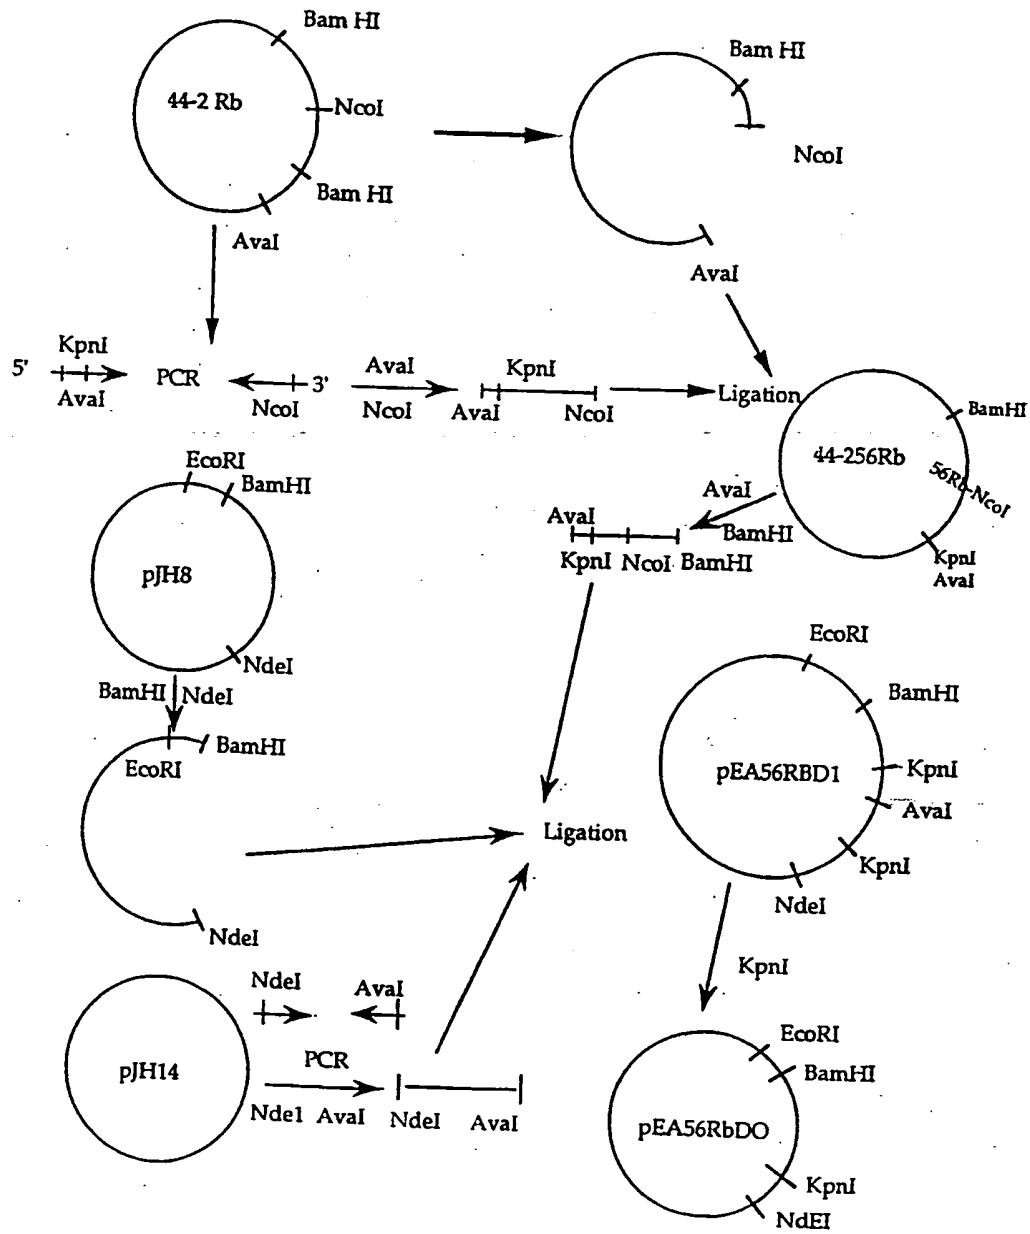 Bam HI
44-2 Rb
NcoI
Bam HI
AvaI
Bam HI
NcoI
AvaI
5'
KpnI
AvaI
PCR
3'
NcoI
AvaI
NcoI
KpnI
AvaI
NcoI
Ligation
BamHI
44-256Rb
56Rb-NcoI
KpnI
AvaI
AvaI
BamHI
AvaI
KpnI NcoI BamHI
EcoRI
BamHI
pJH8
NdeI
BamHI NdeI
BamHI
EcoRI
NdeI
Ligation
EcoRI
BamHI
pEA56RBD1
KpnI
AvaI
KpnI
NdeI
KpnI
NdeI
AvaI
pJH14
PCR
Nde1 AvaI
NdeI AvaI
EcoRI
BamHI
pEA56RbDO
KpnI
NdEI